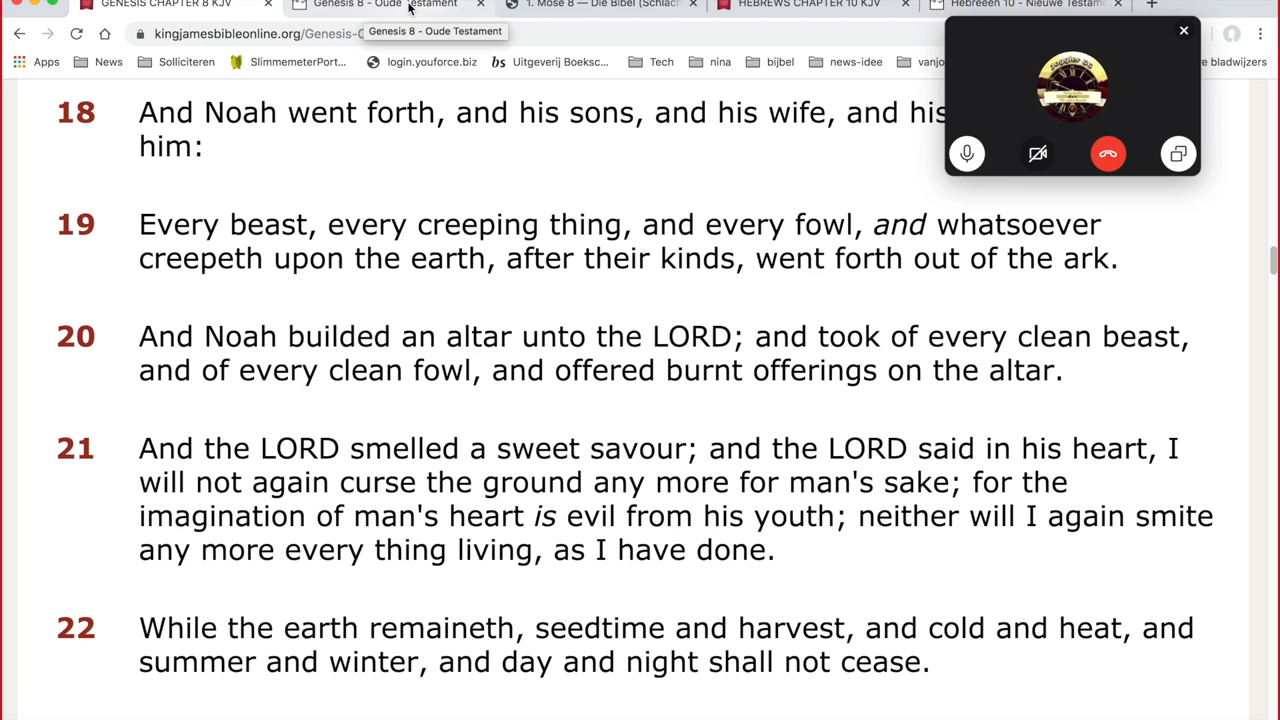 GENESIS CHAPTER 8 KJV
Genesis 8 - Oude Testament
1. Mose 8 — Die Bibel (Schlach
HEBREWS CHAPTER 10 KJV
Hebreeën 10 - Nieuwe Testam
kingjamesbibleonline.org/Genesis-C
Genesis 8 - Oude Testament
Apps
News
Solliciteren
SlimmemeterPort...
login.youforce.biz
bs Uitgeverij Boeksc...
Tech
nina
bijbel
news-idee
vanjo
re bladwijzers
18 And Noah went forth, and his sons, and his wife, and his
him:
19 Every beast, every creeping thing, and every fowl, and whatsoever
creepeth upon the earth, after their kinds, went forth out of the ark.
20 And Noah builded an altar unto the LORD; and took of every clean beast,
and of every clean fowl, and offered burnt offerings on the altar.
21 And the LORD smelled a sweet savour; and the LORD said in his heart, I
will not again curse the ground any more for man's sake; for the
imagination of man's heart is evil from his youth; neither will I again smite
any more every thing living, as I have done.
22 While the earth remaineth, seedtime and harvest, and cold and heat, and
summer and winter, and day and night shall not cease.